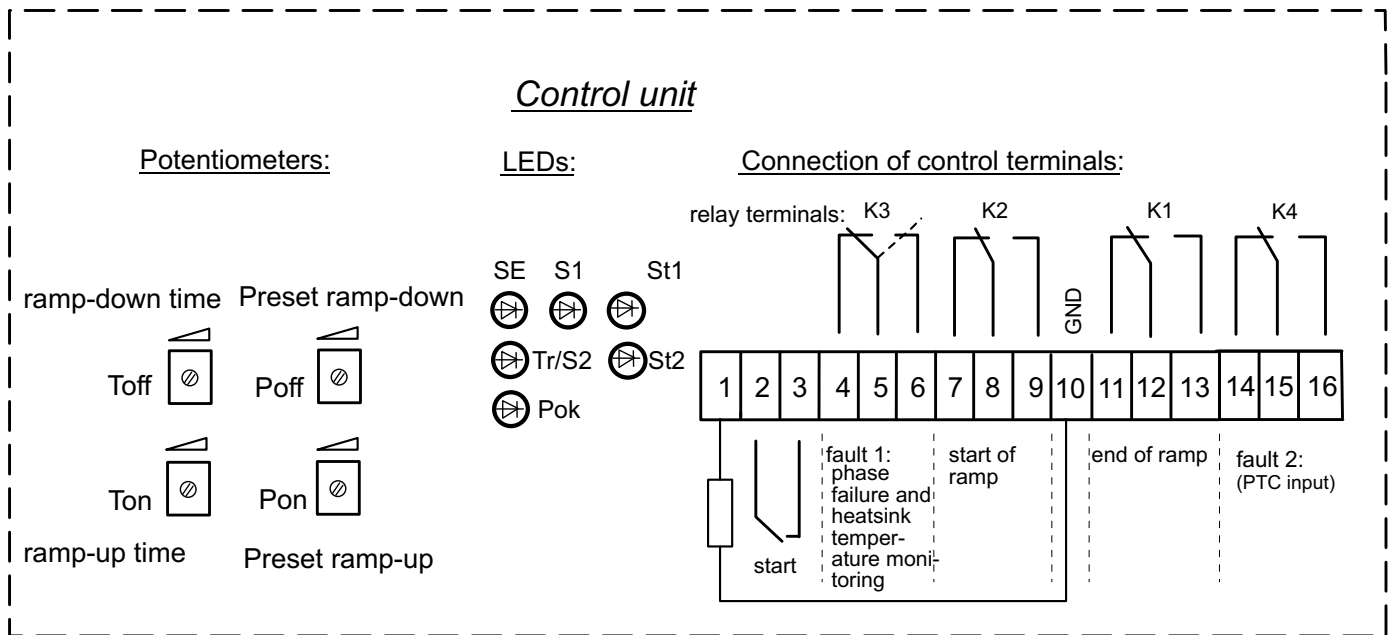 Control unit
Potentiometers:
LEDs:
Connection of control terminals:
relay terminals:
K3
K2
K1
K4
ramp-down time
Preset ramp-down
Toff
Poff
Ton
Pon
ramp-up time
Preset ramp-up
SE
S1
St1
Tr/S2
St2
Pok
GND
1 2 3 4 5 6 7 8 9 10 11 12 13 14 15 16
start
fault 1:
phase
failure and
heatsink
temper-
ature moni-
toring
start of
ramp
end of ramp
fault 2:
(PTC input)